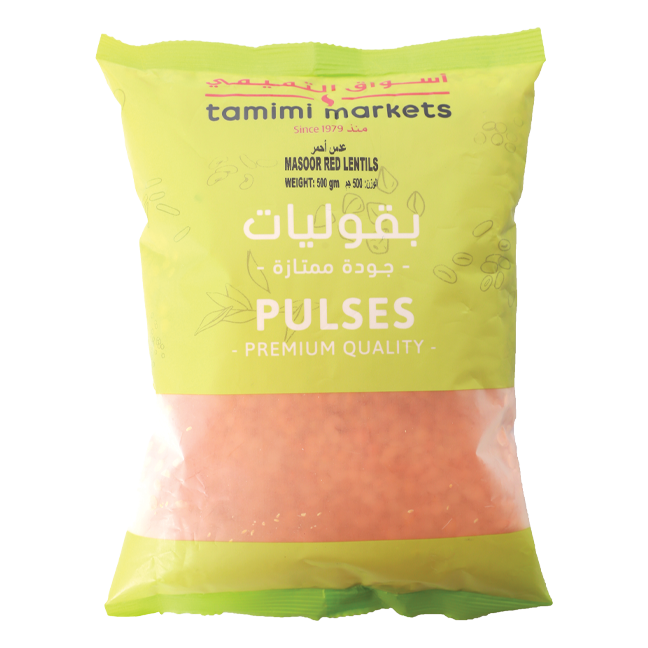 أسواق التميمي
tamimi markets
Since 1979 منذ
عدس أحمر
MASOOR RED LENTILS
WEIGHT: 500 gm الوزن: 500 جم
بقوليات
- جودة ممتازة -
PULSES
- PREMIUM QUALITY -